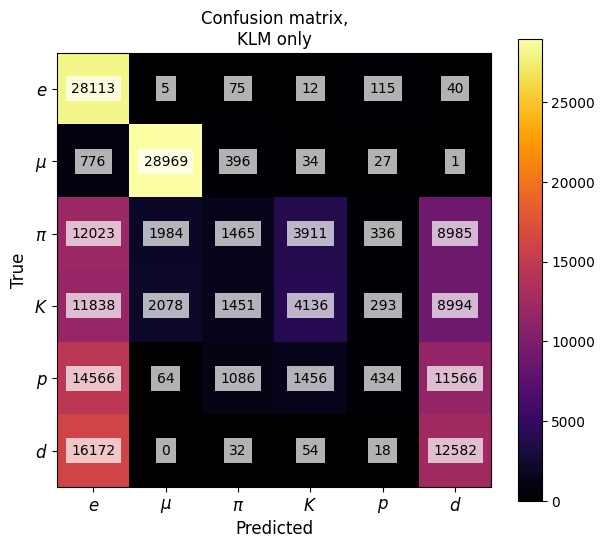 Confusion matrix,
KLM only
e 28113 5 75 12 115 40
μ 776 28969 396 34 27 1
π 12023 1984 1465 3911 336 8985
K 11838 2078 1451 4136 293 8994
p 14566 64 1086 1456 434 11566
d 16172 0 32 54 18 12582
e μ π K p d
True
Predicted
25000
20000
15000
10000
5000
0